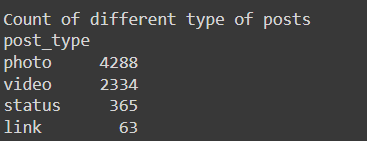 Count of different type of posts
post_type
photo     4288
video     2334
status     365
link        63